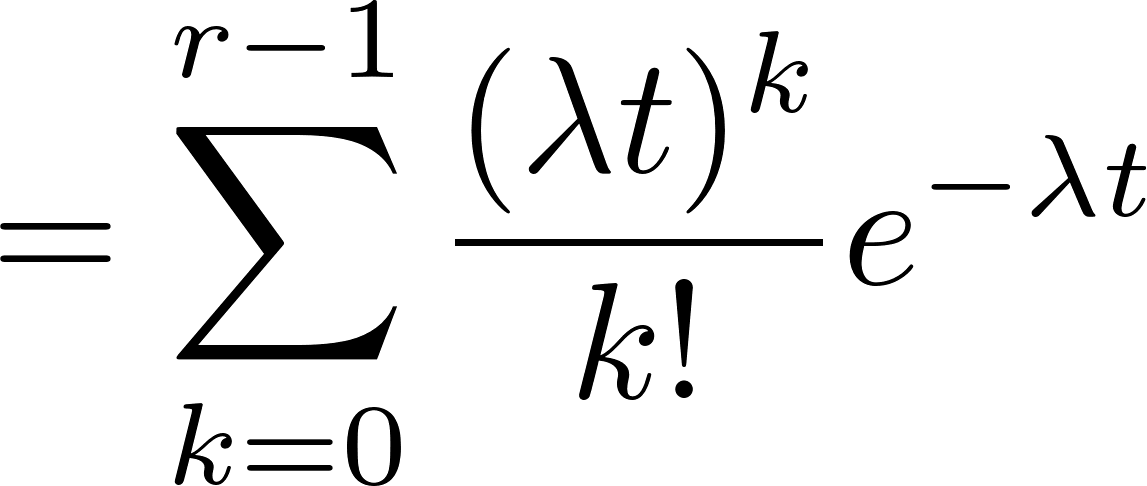 $= \sum_{k=0}^{r-1} \frac{(\lambda t)^k}{k!} e^{-\lambda t}$